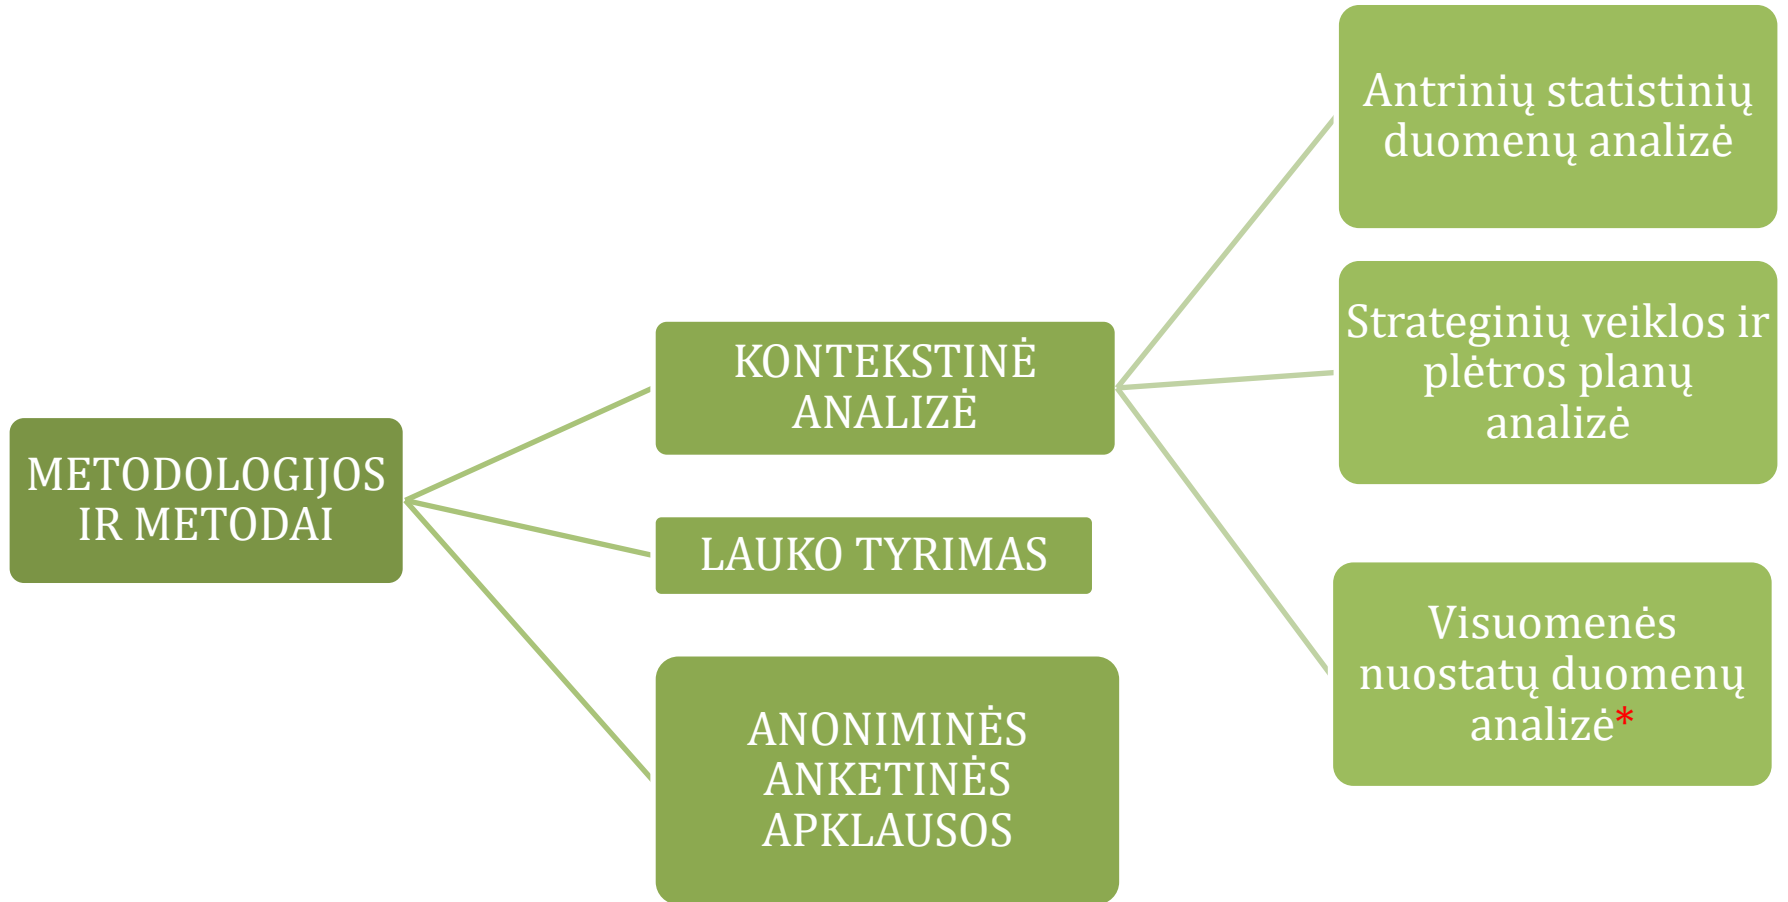 METODOLOGIJOS
IR METODAI
KONTEKSTINĖ
ANALIZĖ
LAUKO TYRIMAS
ANONIMINĖS
ANKETINĖS
APKLAUSOS
Antrinių statistinių
duomenų analizė
Strateginių veiklos ir
plėtros planų
analizė
Visuomenės
nuostatų duomenų
analizė*